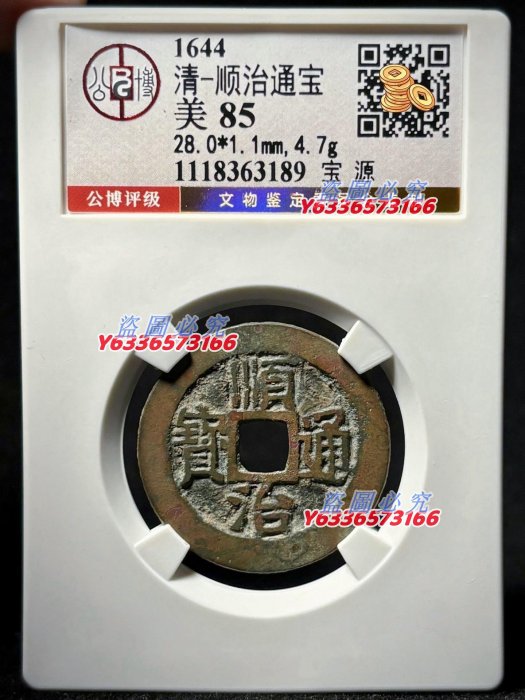 1644
清-顺治通宝
美 85
28.0*1.1mm,4.7g
1118363189 宝 源
公博
公博评级
文物鉴定
盗圖必究
Y6336573166
盗圖必究
Y6336573166
順治通寶
盗圖必究
Y6336573166